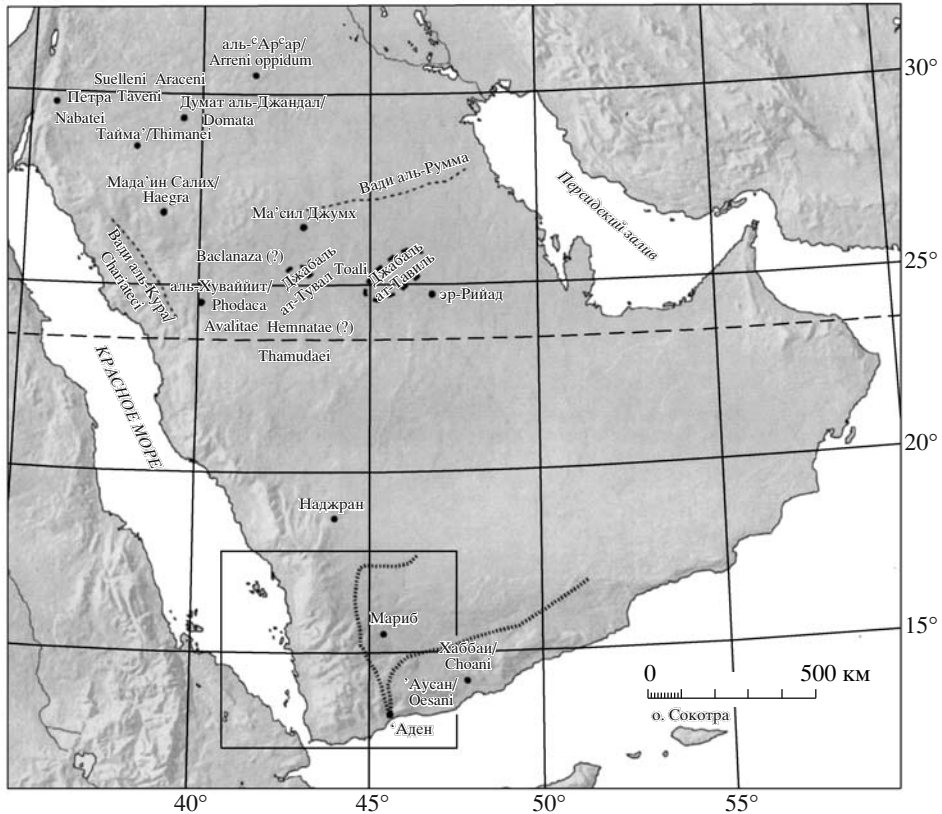 аль-ʿАрʿар/
Arreni oppidum
30°
Suelleni Araceni
Петра Taveni
Думат аль-Джандал/
Nabatei
Domata
Тайма’/Thimanei
Вади аль-Румма
Мада’ин Салих/
Haegra
Персидский залив
Ма’сил Джумх
Вади аль-Кура/
Chariateci
Baclanaza (?)
Джабаль
ат-Тувал
Toali
Джабаль
ат-Тавиль
25°
аль-Хуваййит/
Phodaca
эр-Рийад
Avalitae Hemnatae (?)
Thamudaei
КРАСНОЕ МОРЕ
20°
Наджран
Мариб
15°
Хаббаи/
Choani
0 500 км
’Аусан/
Oesani
о. Сокотра
‘Аден
40° 45° 50° 55°